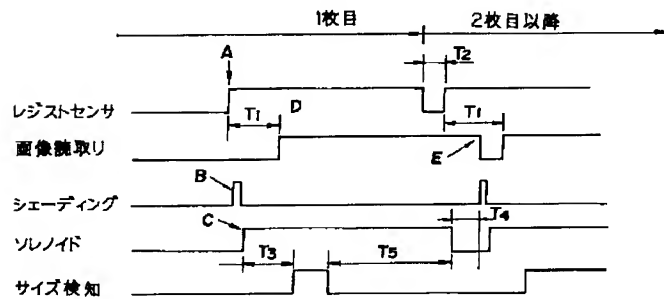 1枚目
2枚目以降
A
T2
レジストセンサ
T1
D
T1
画像読取り
E
B
シェーディング
C
T4
ソレノイド
T3
T5
サイズ検知